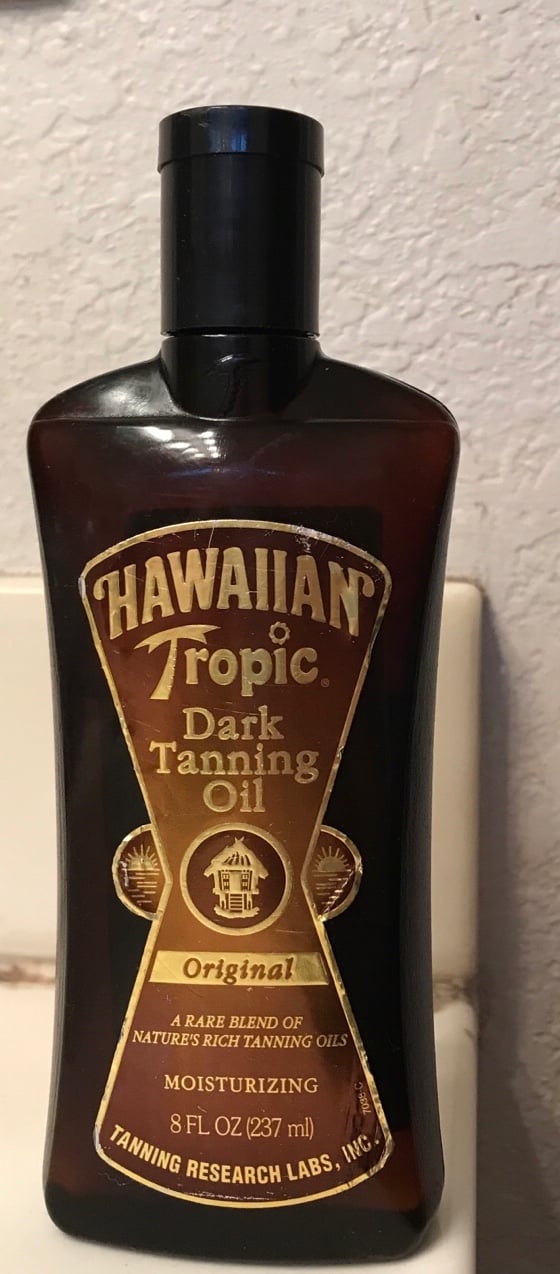 HAWAIIAN
Tropic®
Dark
Tanning
Oil
Original
A RARE BLEND OF
NATURE'S RICH TANNING OILS
MOISTURIZING
8 FL OZ (237 ml)
TANNING RESEARCH LABS, INC.